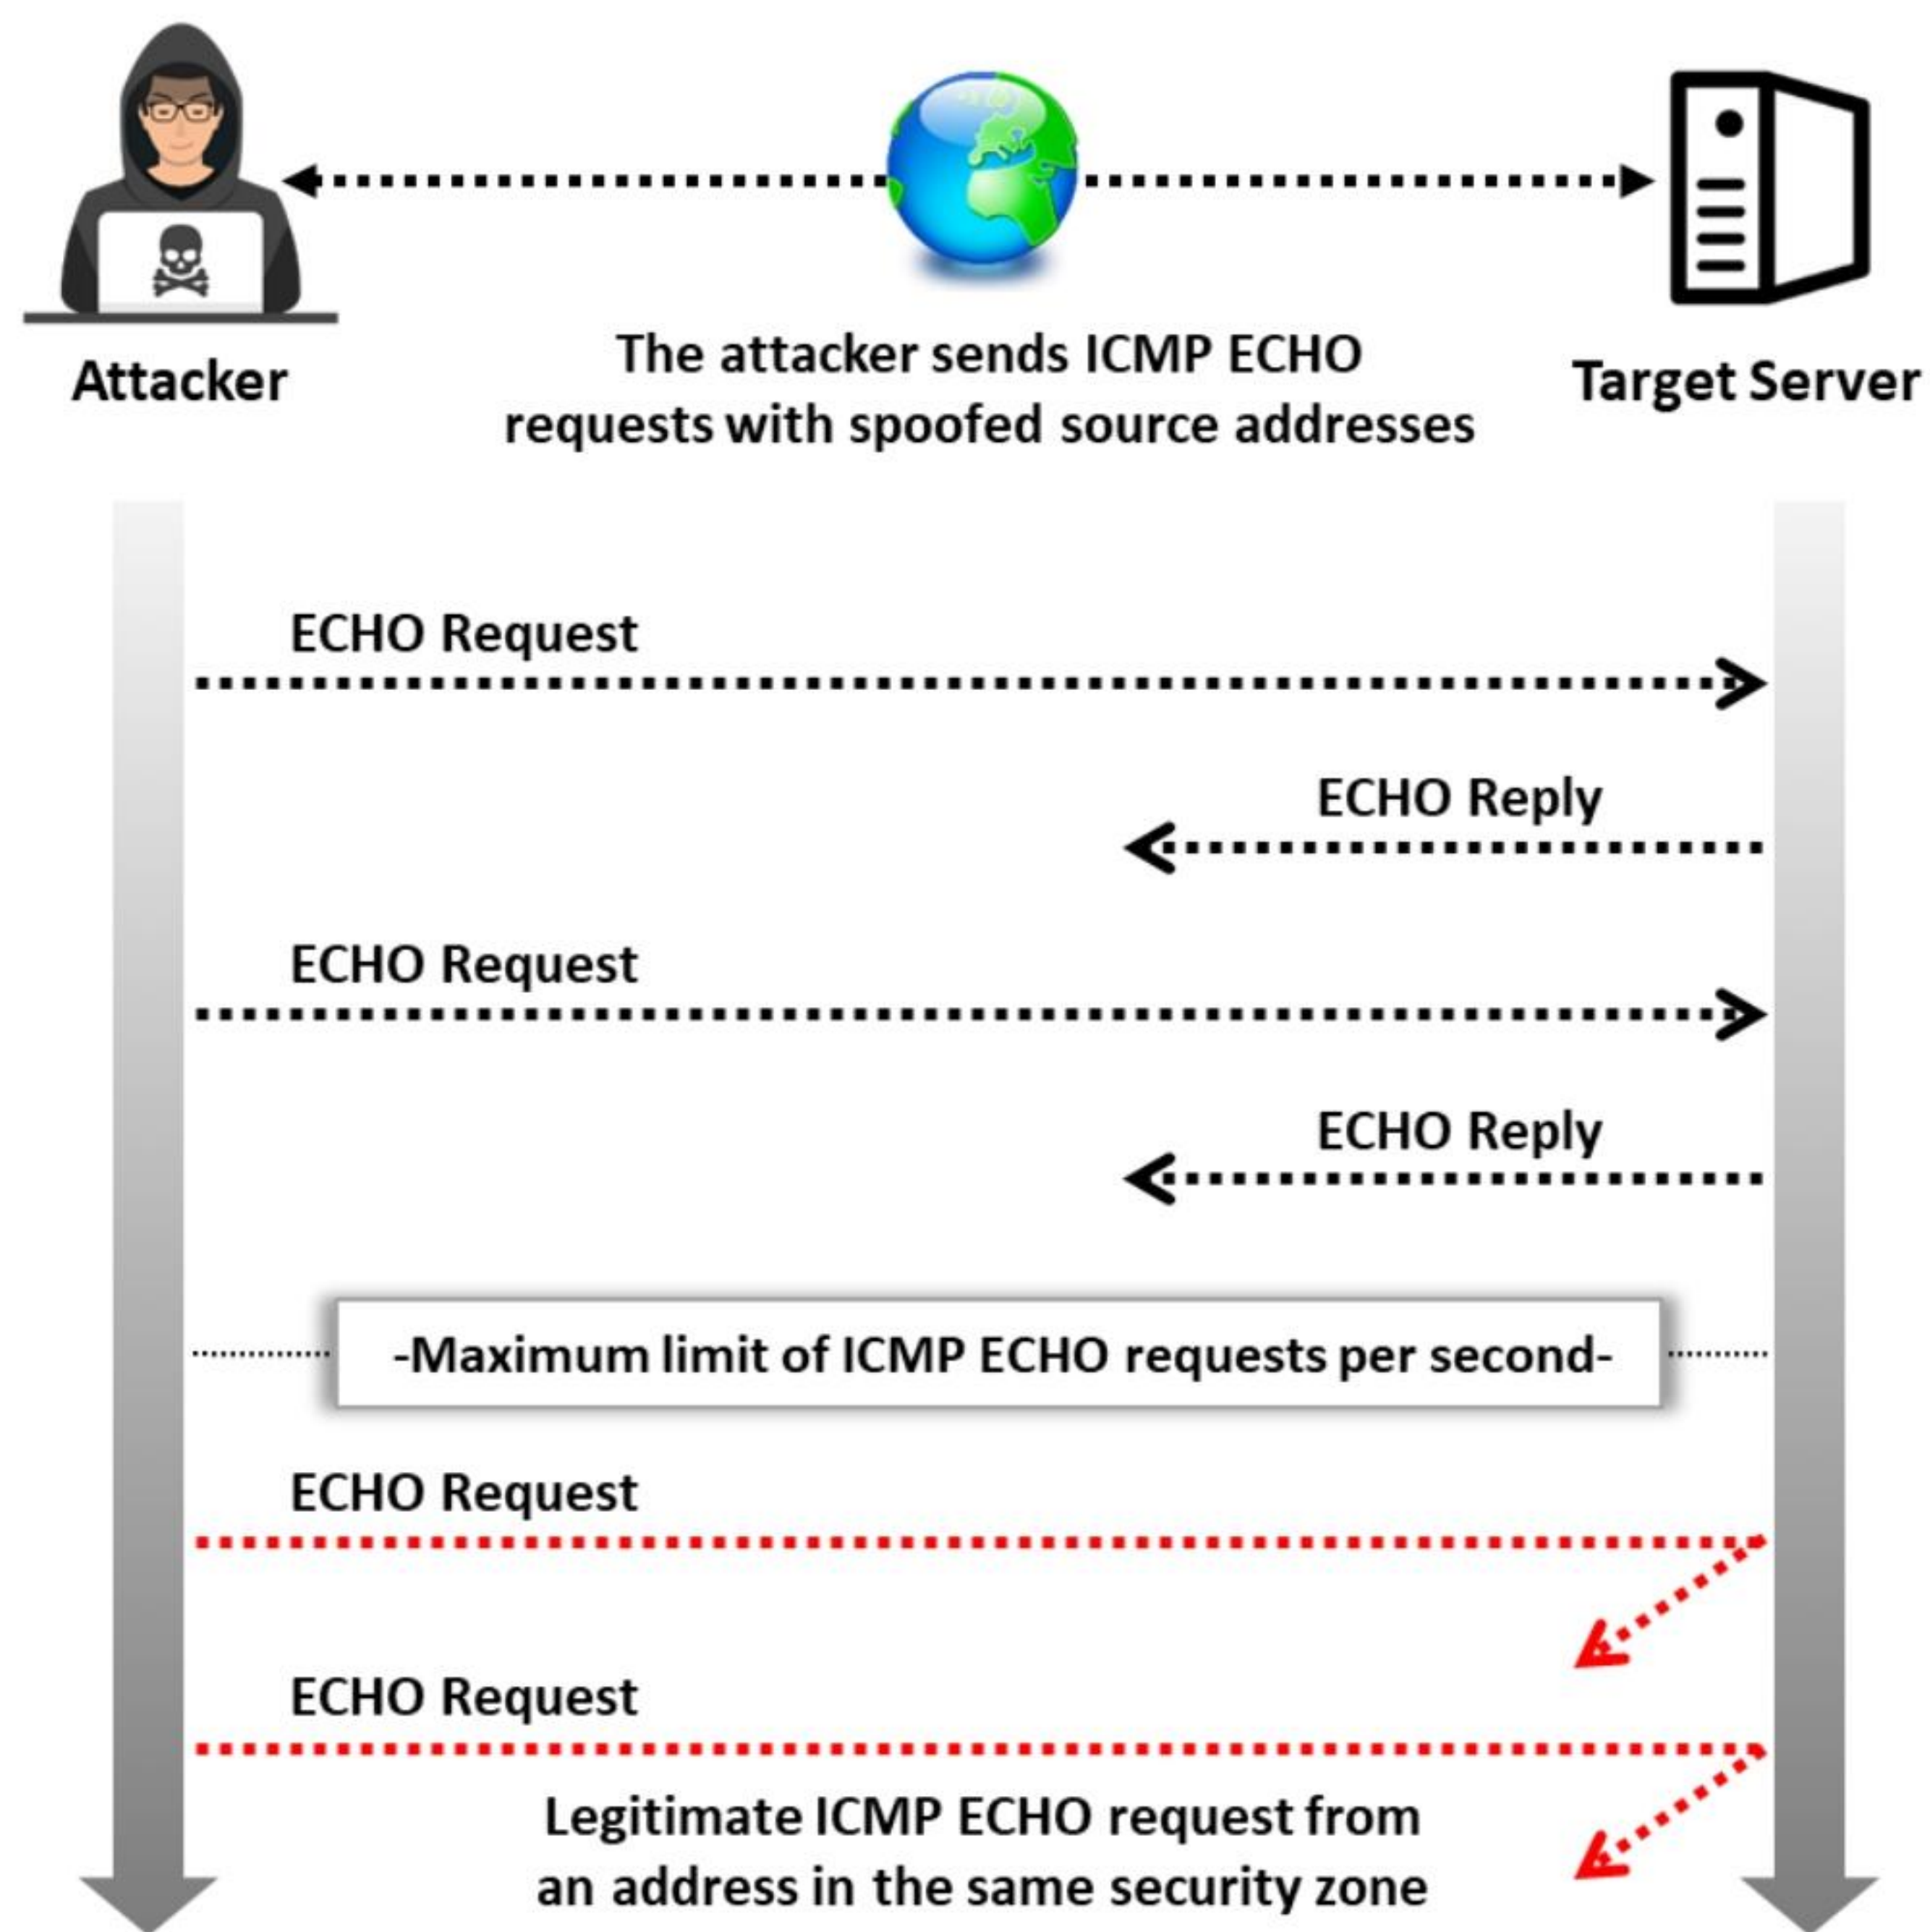 The attacker sends ICMP ECHO
requests with spoofed source addresses
Attacker
Target Server
ECHO Request
ECHO Reply
ECHO Request
ECHO Reply
-Maximum limit of ICMP ECHO requests per second-
ECHO Request
ECHO Request
Legitimate ICMP ECHO request from
an address in the same security zone